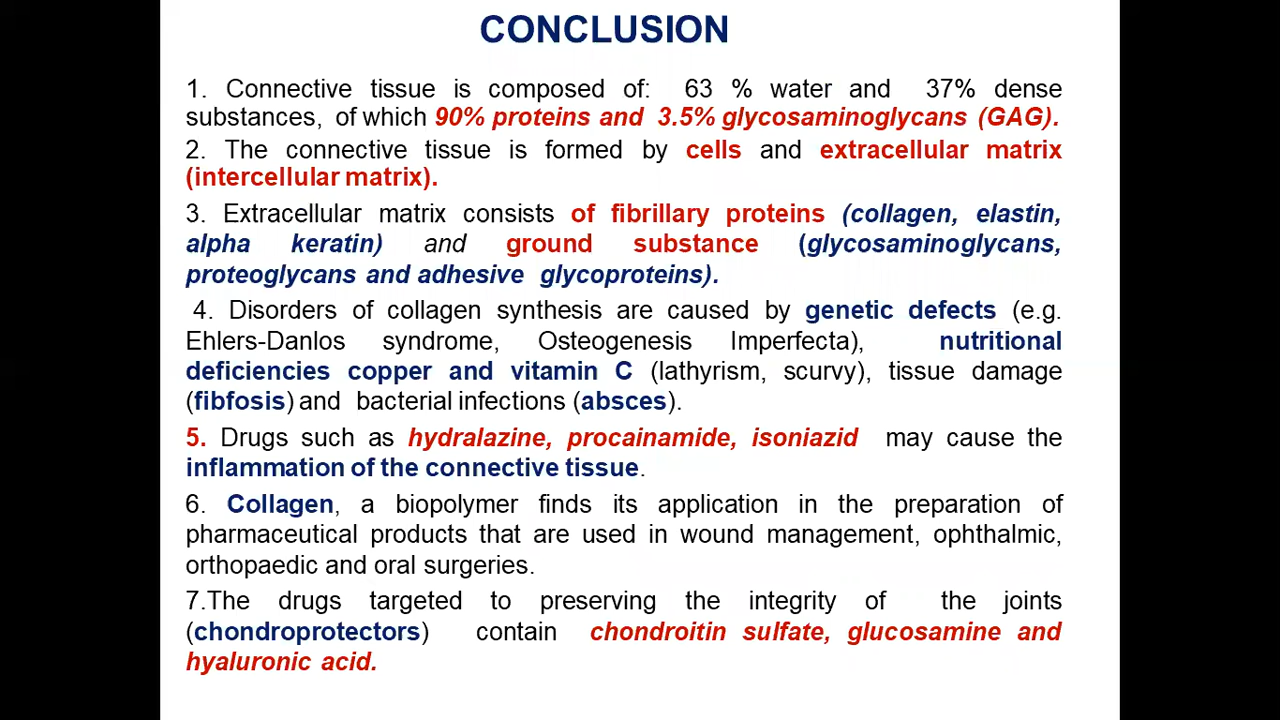 CONCLUSION
1. Connective tissue is composed of: 63 % water and 37% dense
substances, of which 90% proteins and 3.5% glycosaminoglycans (GAG).
2. The connective tissue is formed by cells and extracellular matrix
(intercellular matrix).
3. Extracellular matrix consists of fibrillary proteins (collagen, elastin,
alpha keratin) and ground substance (glycosaminoglycans,
proteoglycans and adhesive glycoproteins).
4. Disorders of collagen synthesis are caused by genetic defects (e.g.
Ehlers-Danlos syndrome, Osteogenesis Imperfecta), nutritional
deficiencies copper and vitamin C (lathyrism, scurvy), tissue damage
(fibfosis) and bacterial infections (absces).
5. Drugs such as hydralazine, procainamide, isoniazid may cause the
inflammation of the connective tissue.
6. Collagen, a biopolymer finds its application in the preparation of
pharmaceutical products that are used in wound management, ophthalmic,
orthopaedic and oral surgeries.
7.The drugs targeted to preserving the integrity of the joints
(chondroprotectors) contain chondroitin sulfate, glucosamine and
hyaluronic acid.